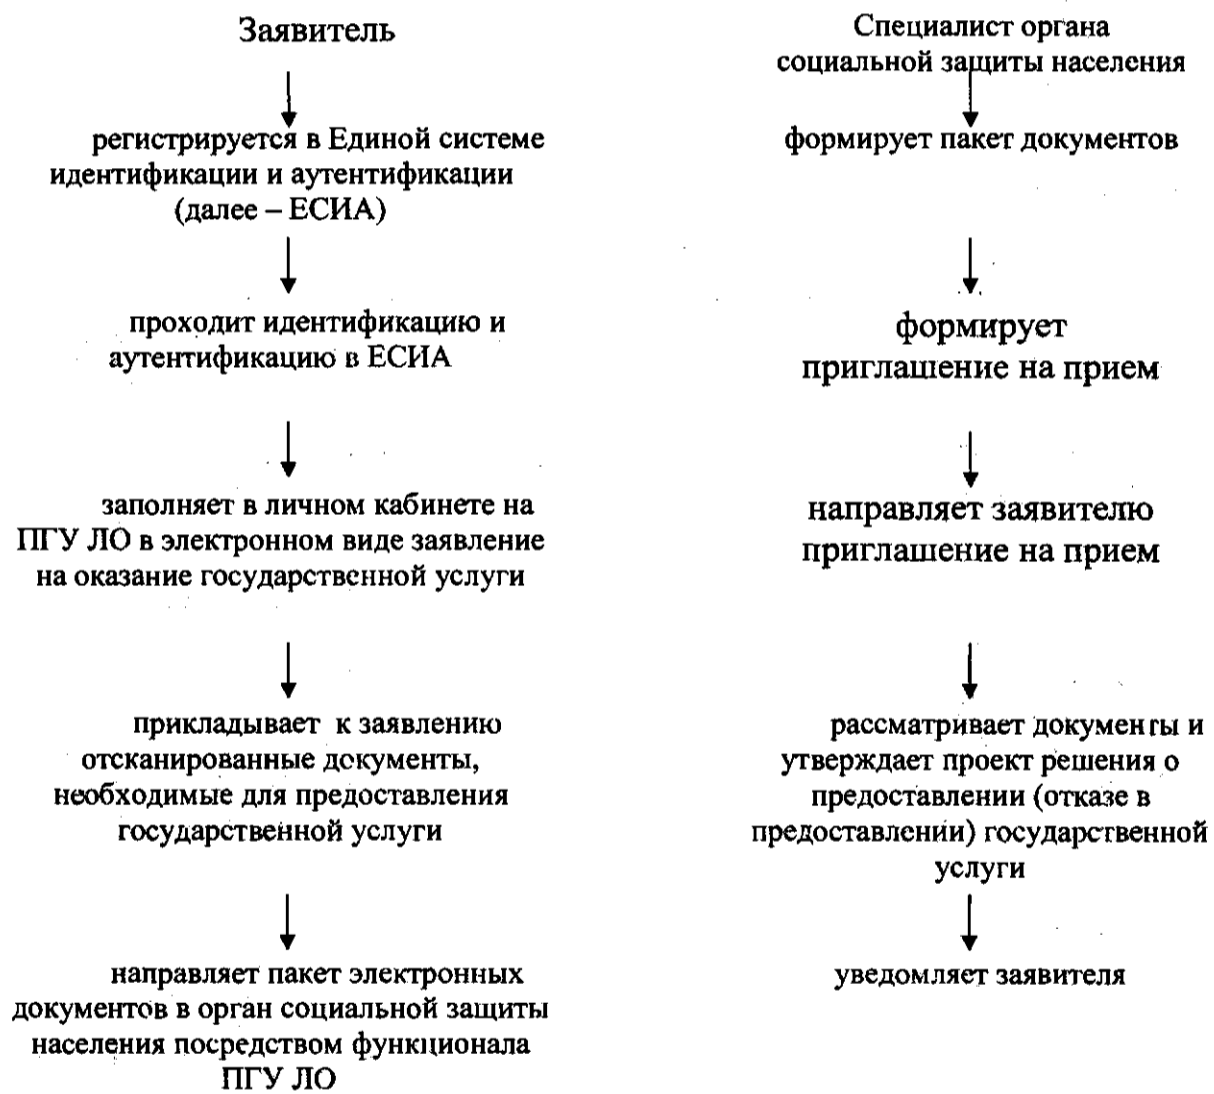 Заявитель
регистрируется в Единой системе
идентификации и аутентификации
(далее – ЕСИА)
проходит идентификацию и
аутентификацию в ЕСИА
заполняет в личном кабинете на
ПГУ ЛО в электронном виде заявление
на оказание государственной услуги
прикладывает к заявлению
отсканированные документы,
необходимые для предоставления
государственной услуги
направляет пакет электронных
документов в орган социальной защиты
населения посредством функционала
ПГУ ЛО
Специалист органа
социальной защиты населения
формирует пакет документов
формирует
приглашение на прием
направляет заявителю
приглашение на прием
рассматривает документы и
утверждает проект решения о
предоставлении (отказе в
предоставлении) государственной
услуги
уведомляет заявителя